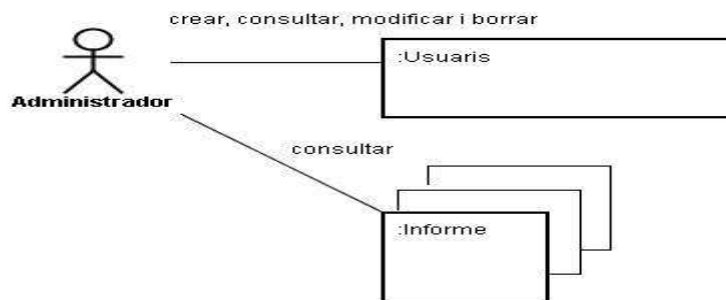 crear, consultar, modificar i borrar
:Usuaris
Administrador
consultar
:Informe